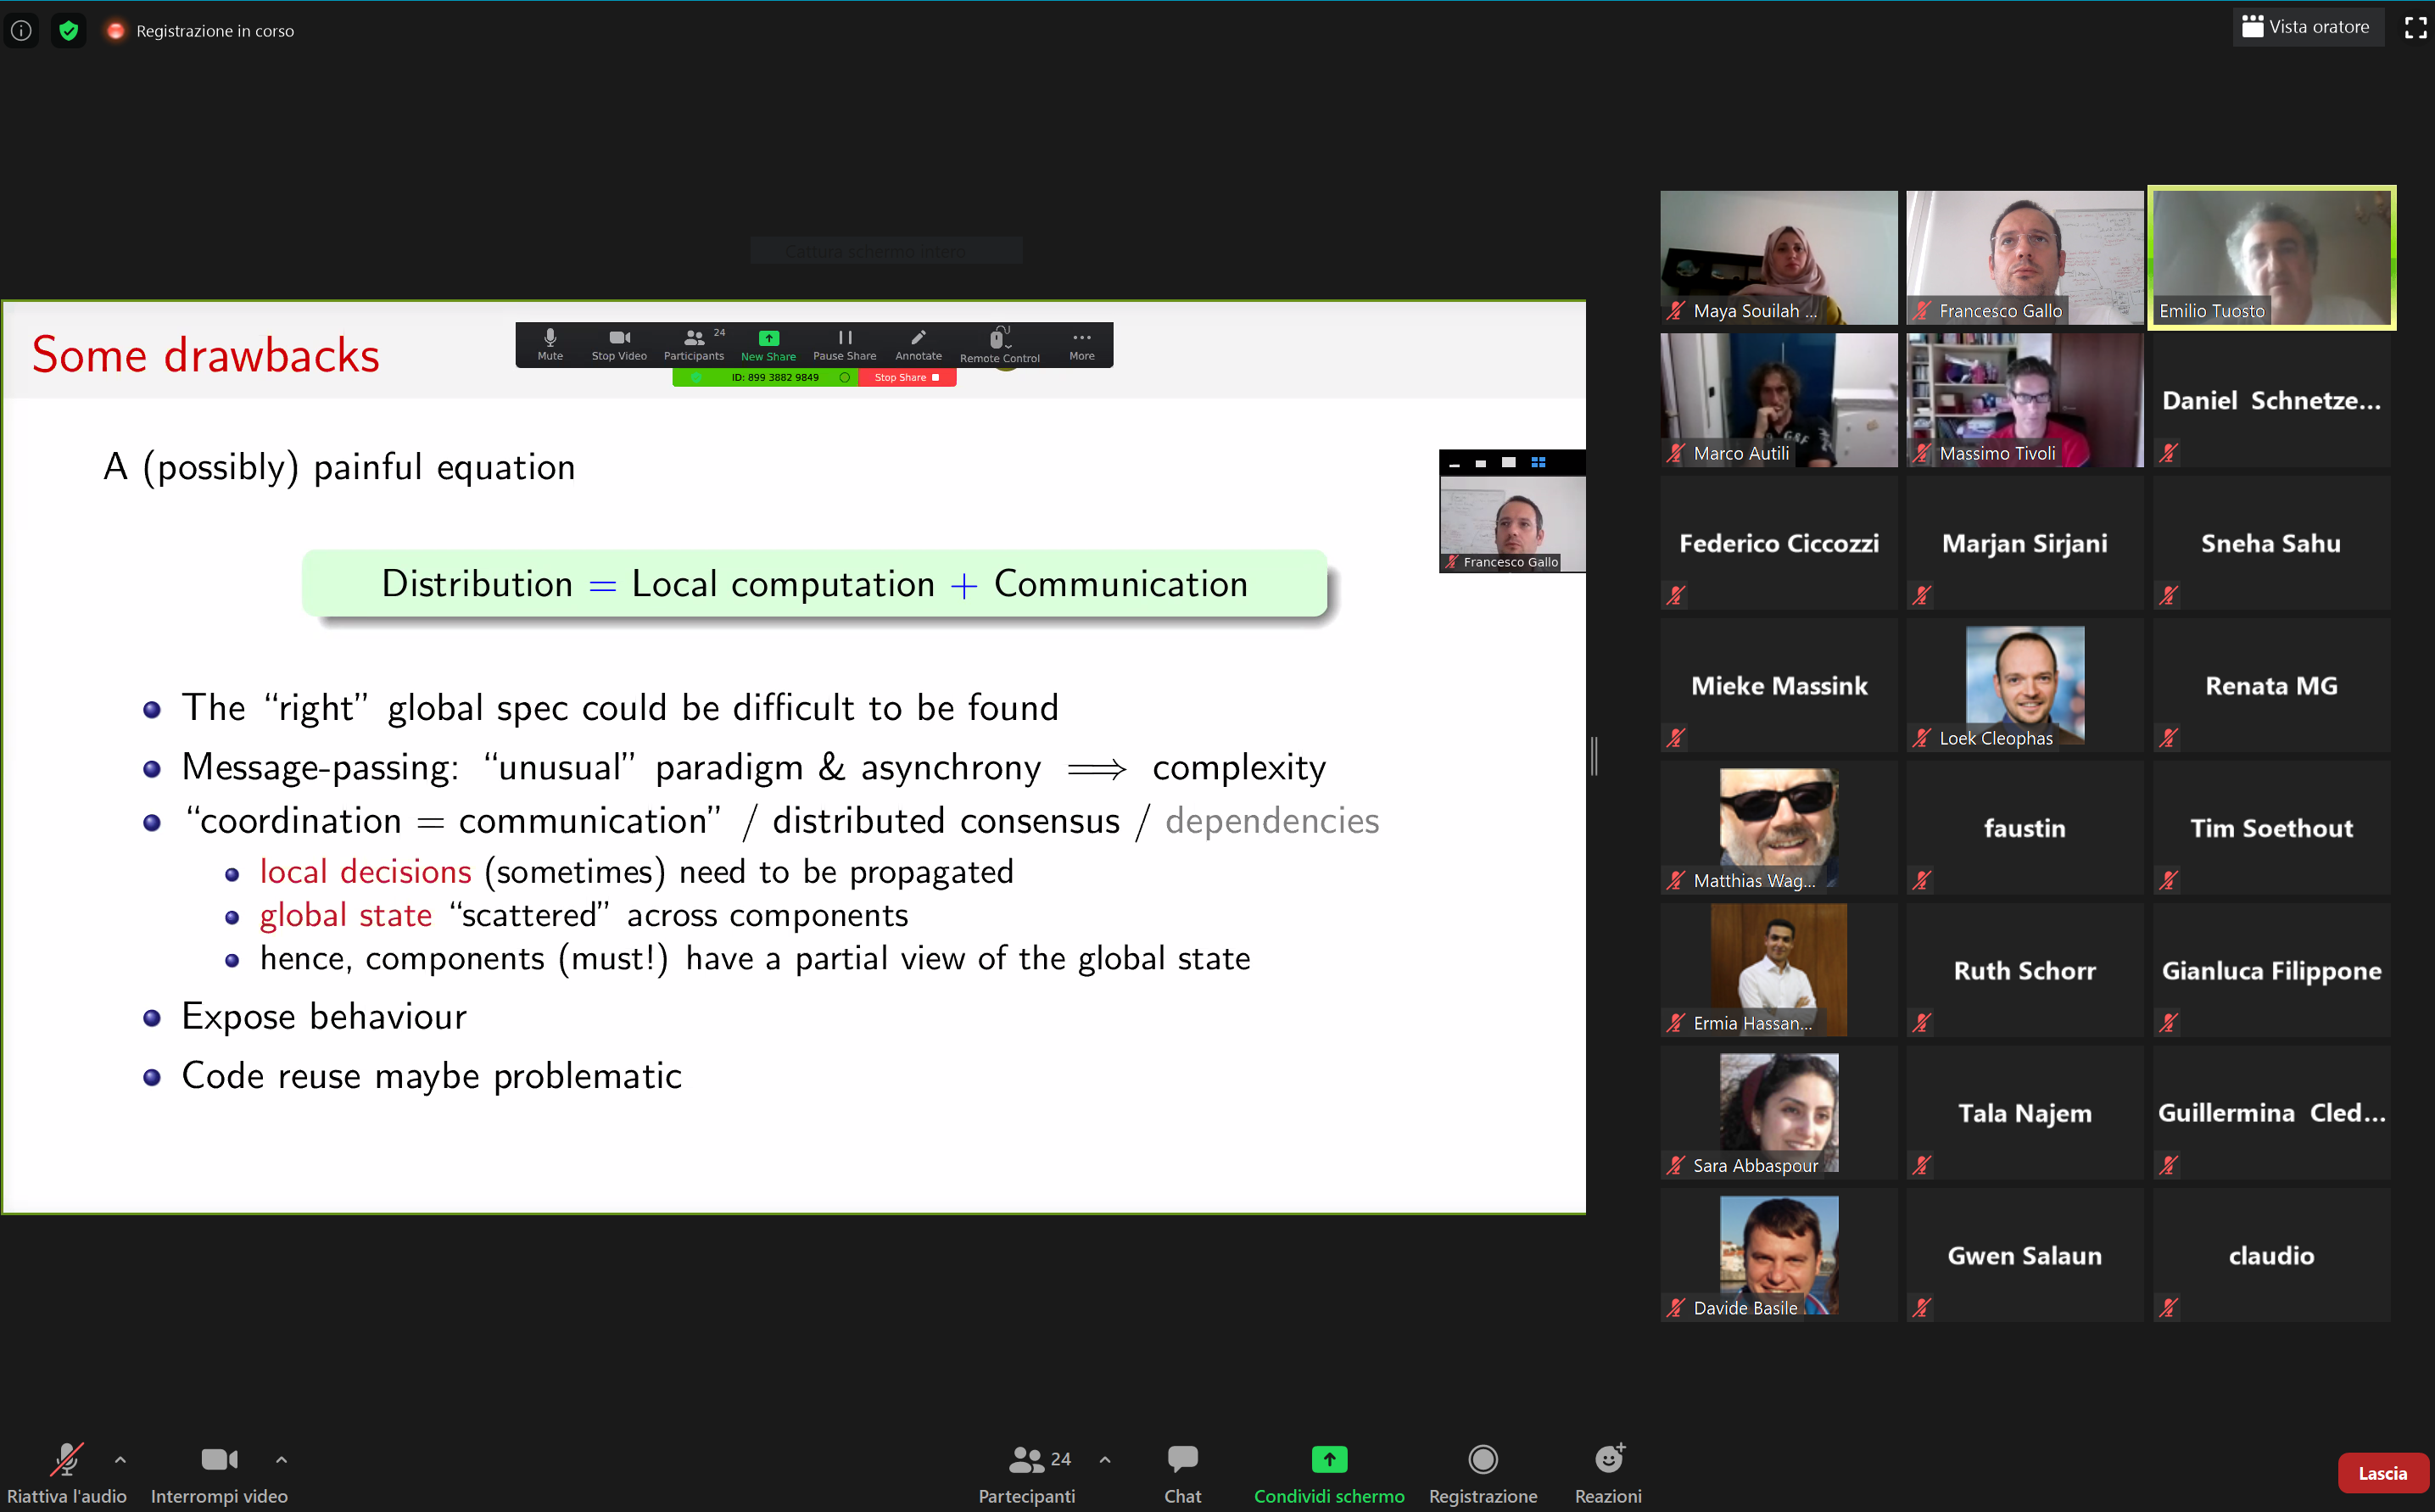 Registrazione in corso
Vista oratore
Cattura schermo intero
Some drawbacks
Mute
Stop Video
Participants 24
New Share
Pause Share
Annotate
Remote Control
More
ID: 899 3882 9849
Stop Share
A (possibly) painful equation
Francesco Gallo
Distribution = Local computation + Communication
The “right” global spec could be difficult to be found
Message-passing: “unusual” paradigm & asynchrony ⟹ complexity
“coordination = communication” / distributed consensus / dependencies
local decisions (sometimes) need to be propagated
global state “scattered” across components
hence, components (must!) have a partial view of the global state
Expose behaviour
Code reuse maybe problematic
Maya Souilah ...
Francesco Gallo
Emilio Tuosto
Marco Autili
Massimo Tivoli
Daniel Schnetze...
Federico Ciccozzi
Marjan Sirjani
Sneha Sahu
Mieke Massink
Loek Cleophas
Renata MG
Matthias Wag...
faustin
Tim Soethout
Ermia Hassan...
Ruth Schorr
Gianluca Filippone
Sara Abbaspour
Tala Najem
Guillermina Cled...
Davide Basile
Gwen Salaun
claudio
Riattiva l'audio
Interrompi video
Partecipanti 24
Chat
Condividi schermo
Registrazione
Reazioni
Lascia